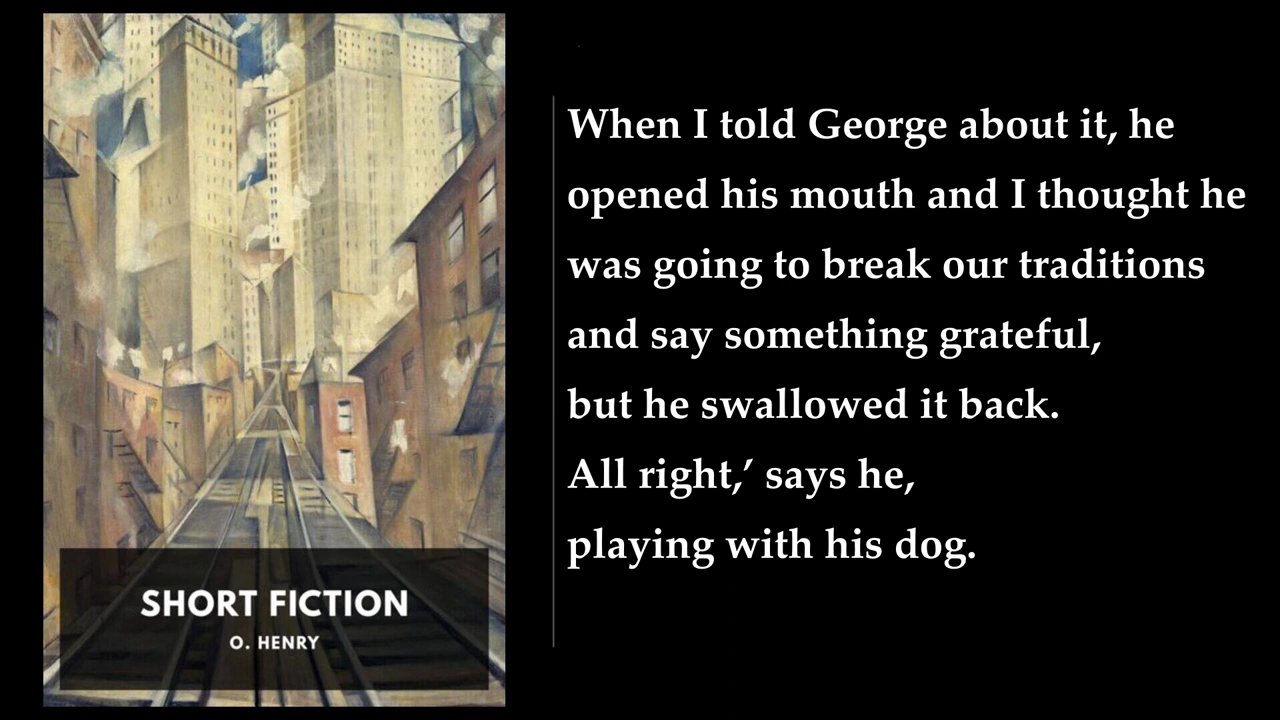 SHORT FICTION
O. HENRY
When I told George about it, he
opened his mouth and I thought he
was going to break our traditions
and say something grateful,
but he swallowed it back.
All right,’ says he,
playing with his dog.